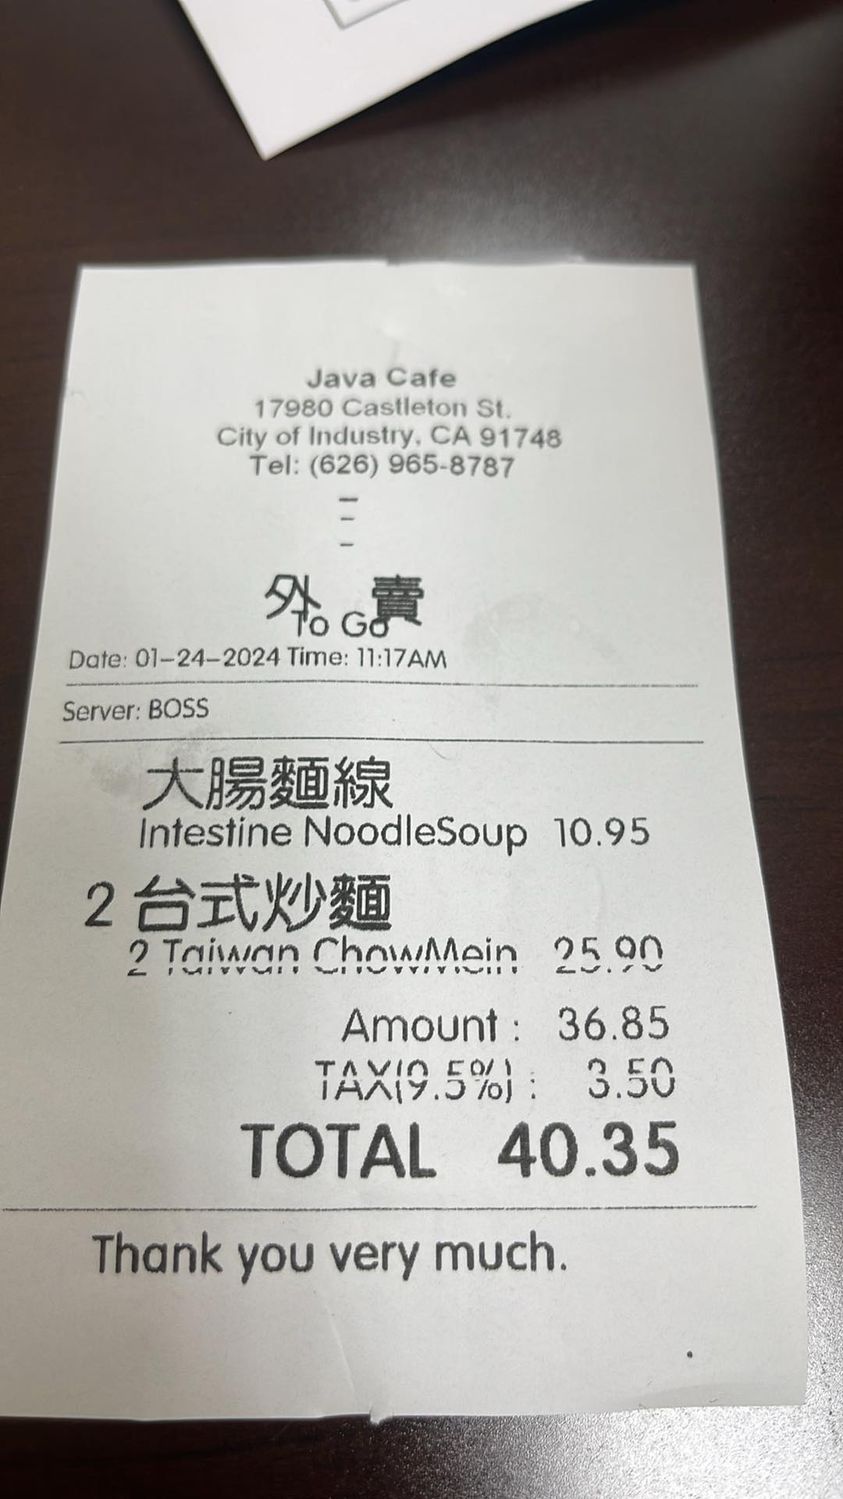 Java Cafe
17980 Castleton St.
City of Industry, CA 91748
Tel: (626) 965-8787
外 賣
To Go
Date: 01-24-2024 Time: 11:17AM
Server: BOSS
大腸麵線
Intestine NoodleSoup 10.95
2 台式炒麵
2 Taiwan ChowMein 25.90
Amount : 36.85
TAX(9.5%) : 3.50
TOTAL 40.35
Thank you very much.